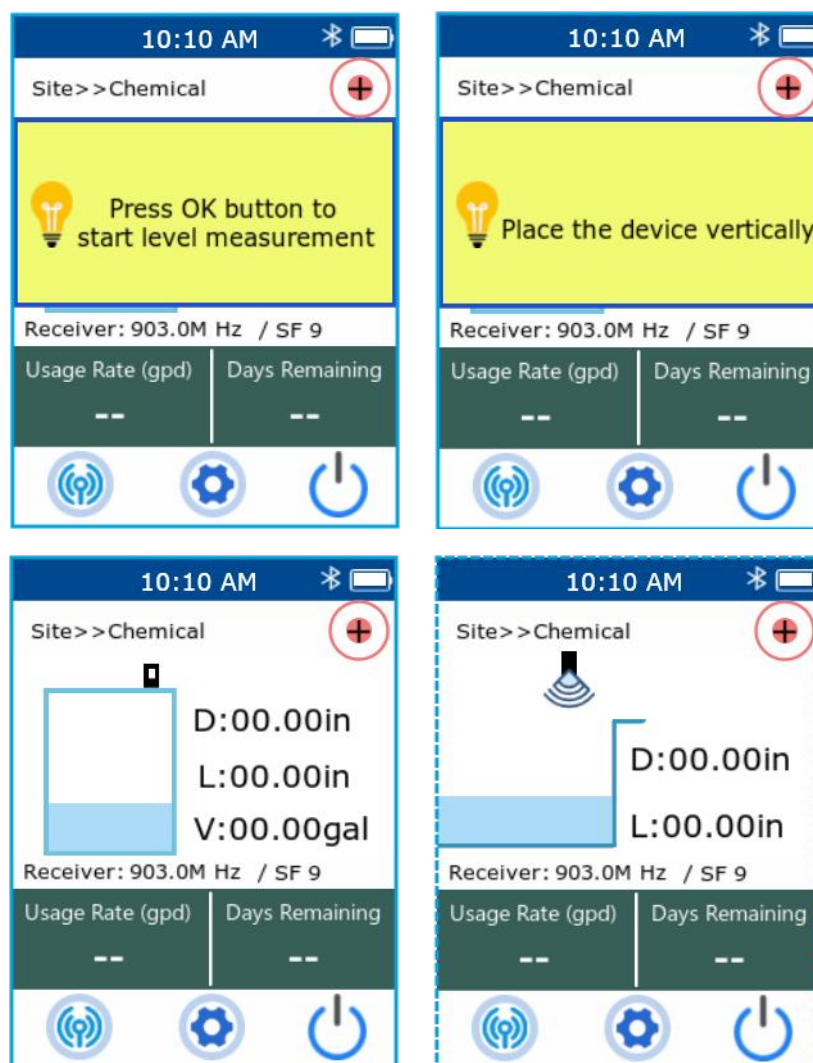 10:10 AM
Site>>Chemical
Press OK button to
start level measurement
Receiver: 903.0M Hz / SF 9
Usage Rate (gpd) Days Remaining
-- --
10:10 AM
Site>>Chemical
Place the device vertically
Receiver: 903.0M Hz / SF 9
Usage Rate (gpd) Days Remaining
-- --
10:10 AM
Site>>Chemical
D:00.00in
L:00.00in
V:00.00gal
Receiver: 903.0M Hz / SF 9
Usage Rate (gpd) Days Remaining
-- --
10:10 AM
Site>>Chemical
D:00.00in
L:00.00in
Receiver: 903.0M Hz / SF 9
Usage Rate (gpd) Days Remaining
-- --